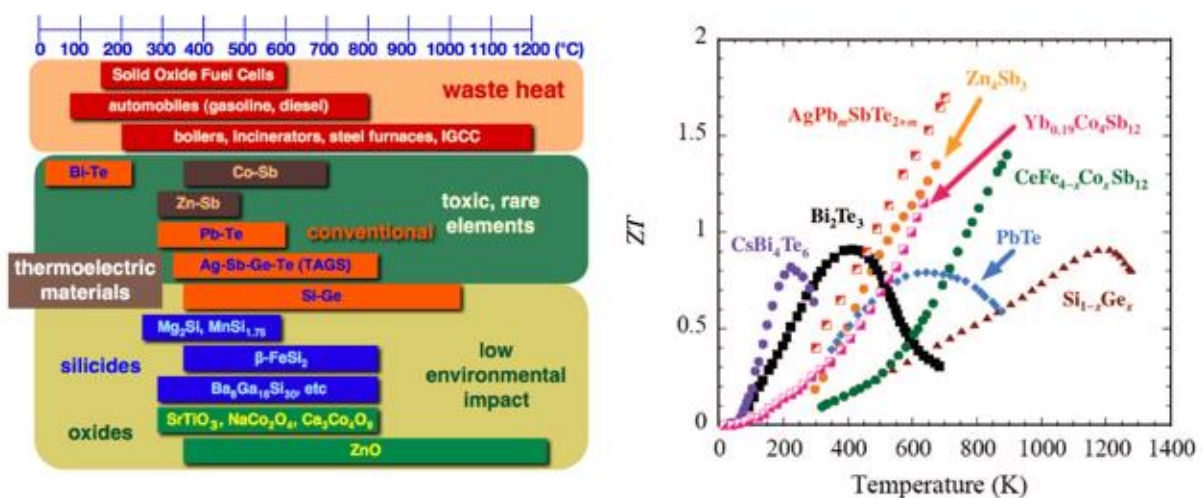 0 100 200 300 400 500 600 700 800 900 1000 1100 1200 (°C)
Solid Oxide Fuel Cells
automobiles (gasoline, diesel)
waste heat
boilers, incinerators, steel furnaces, IGCC
Bi-Te
Co-Sb
Zn-Sb
toxic, rare
elements
Pb-Te
conventional
thermoelectric
materials
Ag-Sb-Ge-Te (TAGS)
Si-Ge
Mg₂Si, MnSi₁.₇₅
silicides
β-FeSi₂
low
environmental
impact
Ba₈Ga₁₆Si₃₀, etc
oxides
SrTiO₃, NaCo₂O₄, Ca₃Co₄O₉
ZnO
2
1.5
1
0.5
0
ZT
Zn₄Sb₃
AgPbₘSbTe₂₊ₘ
Yb₀.₁₉Co₄Sb₁₂
CeFe₄₋ₓCoₓSb₁₂
Bi₂Te₃
CsBi₄Te₆
PbTe
Si₁₋ₓGeₓ
0 200 400 600 800 1000 1200 1400
Temperature (K)